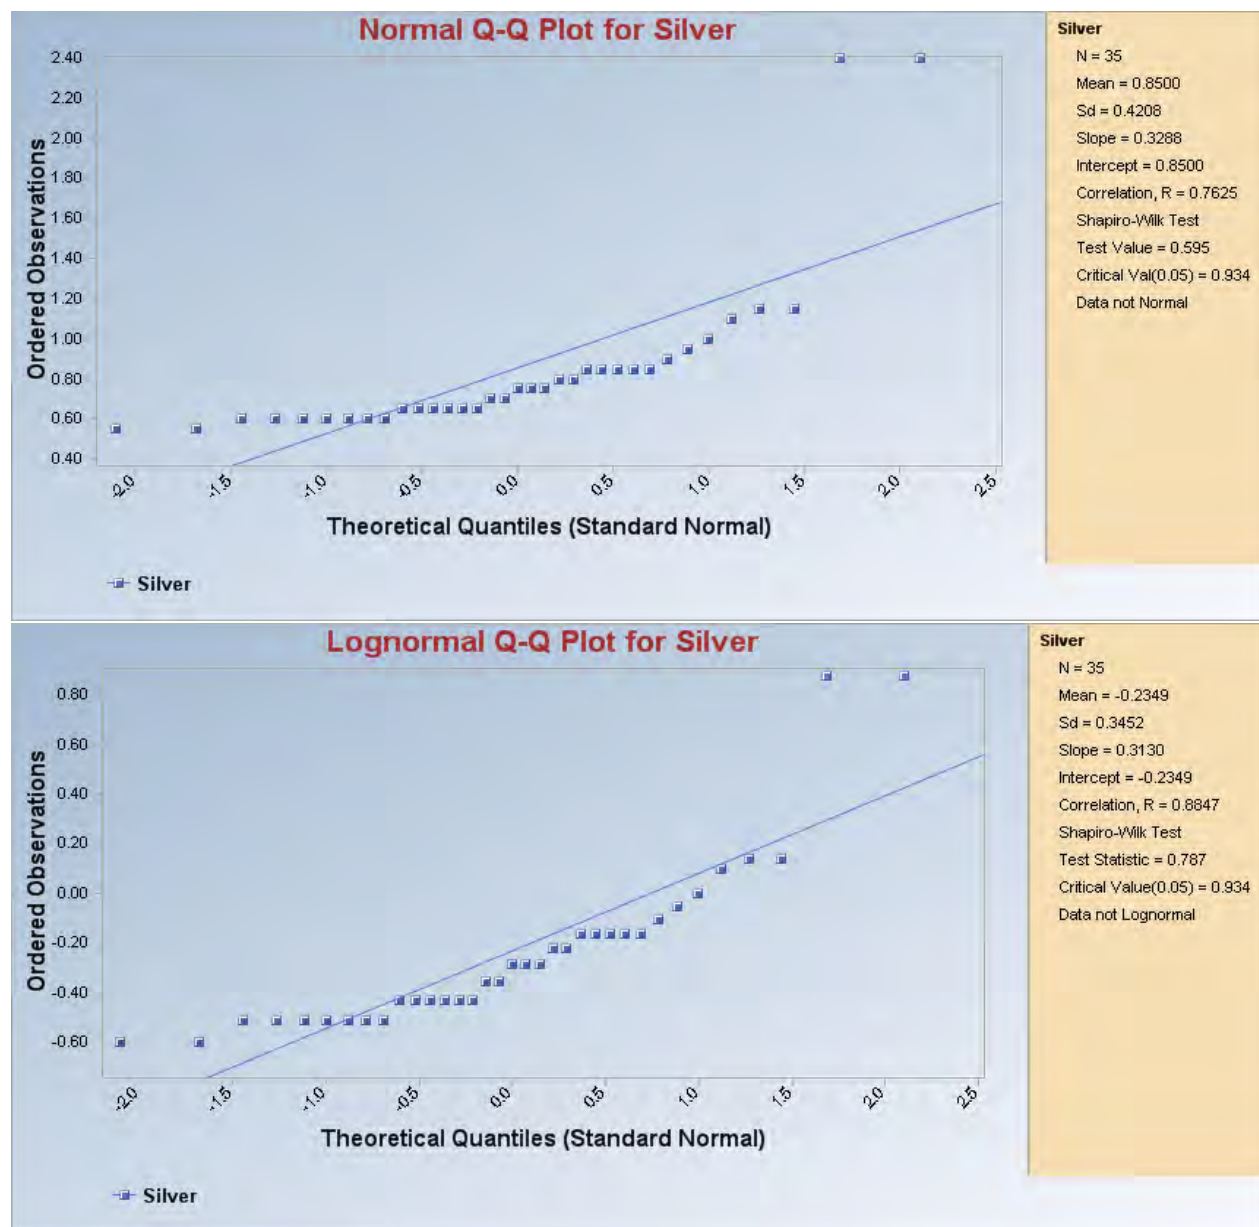 Normal Q-Q Plot for Silver
2.40
2.20
2.00
1.80
1.60
1.40
1.20
1.00
0.80
0.60
0.40
Ordered Observations
-2.0 -1.5 -1.0 -0.5 0.0 0.5 1.0 1.5 2.0 2.5
Theoretical Quantiles (Standard Normal)
Silver
Silver
N = 35
Mean = 0.8500
Sd = 0.4208
Slope = 0.3288
Intercept = 0.8500
Correlation, R = 0.7625
Shapiro-Wilk Test
Test Value = 0.595
Critical Val(0.05) = 0.934
Data not Normal
Lognormal Q-Q Plot for Silver
0.80
0.60
0.40
0.20
0.00
-0.20
-0.40
-0.60
Ordered Observations
-2.0 -1.5 -1.0 -0.5 0.0 0.5 1.0 1.5 2.0 2.5
Theoretical Quantiles (Standard Normal)
Silver
Silver
N = 35
Mean = -0.2349
Sd = 0.3452
Slope = 0.3130
Intercept = -0.2349
Correlation, R = 0.8847
Shapiro-Wilk Test
Test Statistic = 0.787
Critical Value(0.05) = 0.934
Data not Lognormal